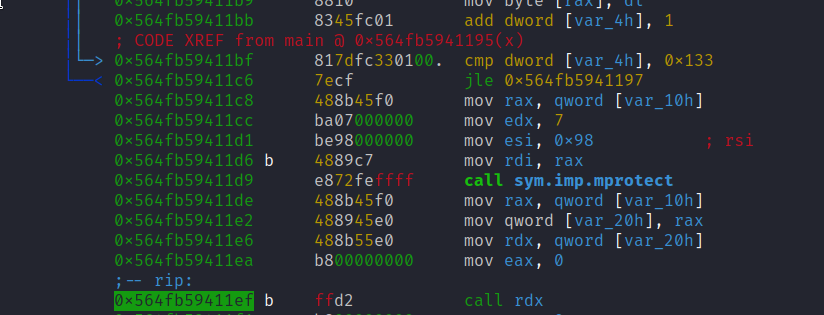 0x564fb59411b9 8810 mov byte [rax], dl
0x564fb59411bb 8345fc01 add dword [var_4h], 1
; CODE XREF from main @ 0x564fb5941195(x)
0x564fb59411bf 817dfc330100. cmp dword [var_4h], 0x133
0x564fb59411c6 7ecf jle 0x564fb5941197
0x564fb59411c8 488b45f0 mov rax, qword [var_10h]
0x564fb59411cc ba07000000 mov edx, 7
0x564fb59411d1 be98000000 mov esi, 0x98 ; rsi
0x564fb59411d6 b 4889c7 mov rdi, rax
0x564fb59411d9 e872feffff call sym.imp.mprotect
0x564fb59411de 488b45f0 mov rax, qword [var_10h]
0x564fb59411e2 488945e0 mov qword [var_20h], rax
0x564fb59411e6 488b55e0 mov rdx, qword [var_20h]
0x564fb59411ea b800000000 mov eax, 0
;-- rip:
0x564fb59411ef b ffd2 call rdx